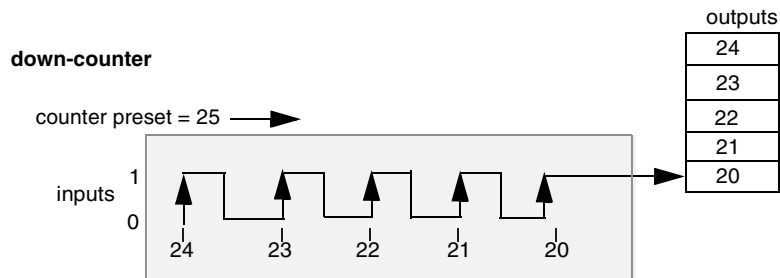 outputs
24
23
22
21
20
down-counter
counter preset = 25
inputs
1
0
24 23 22 21 20